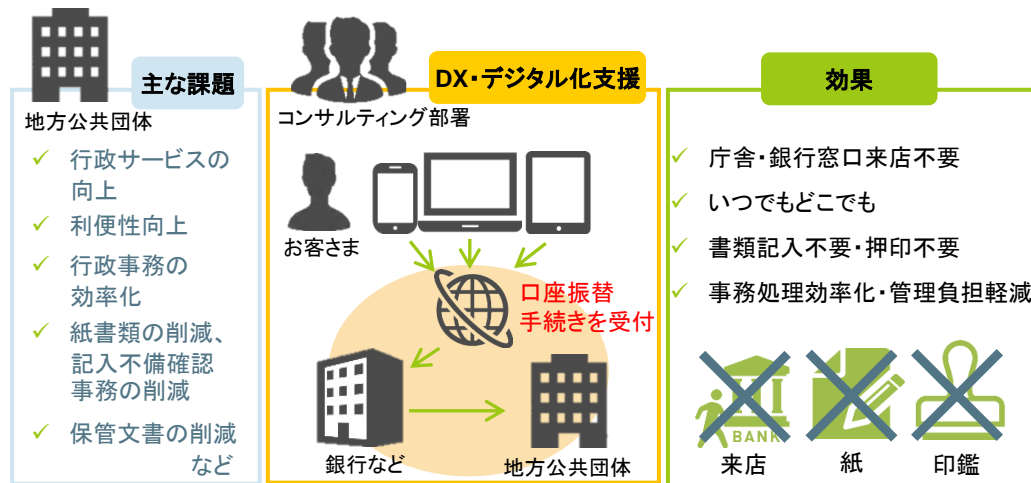 主な課題
地方公共団体
✓ 行政サービスの
向上
✓ 利便性向上
✓ 行政事務の
効率化
✓ 紙書類の削減、
記入不備確認
事務の削減
✓ 保管文書の削減
など
DX・デジタル化支援
コンサルティング部署
お客さま
口座振替
手続きを受付
銀行など
地方公共団体
効果
✓ 庁舎・銀行窓口来店不要
✓ いつでもどこでも
✓ 書類記入不要・押印不要
✓ 事務処理効率化・管理負担軽減
BANK
来店
紙
印鑑